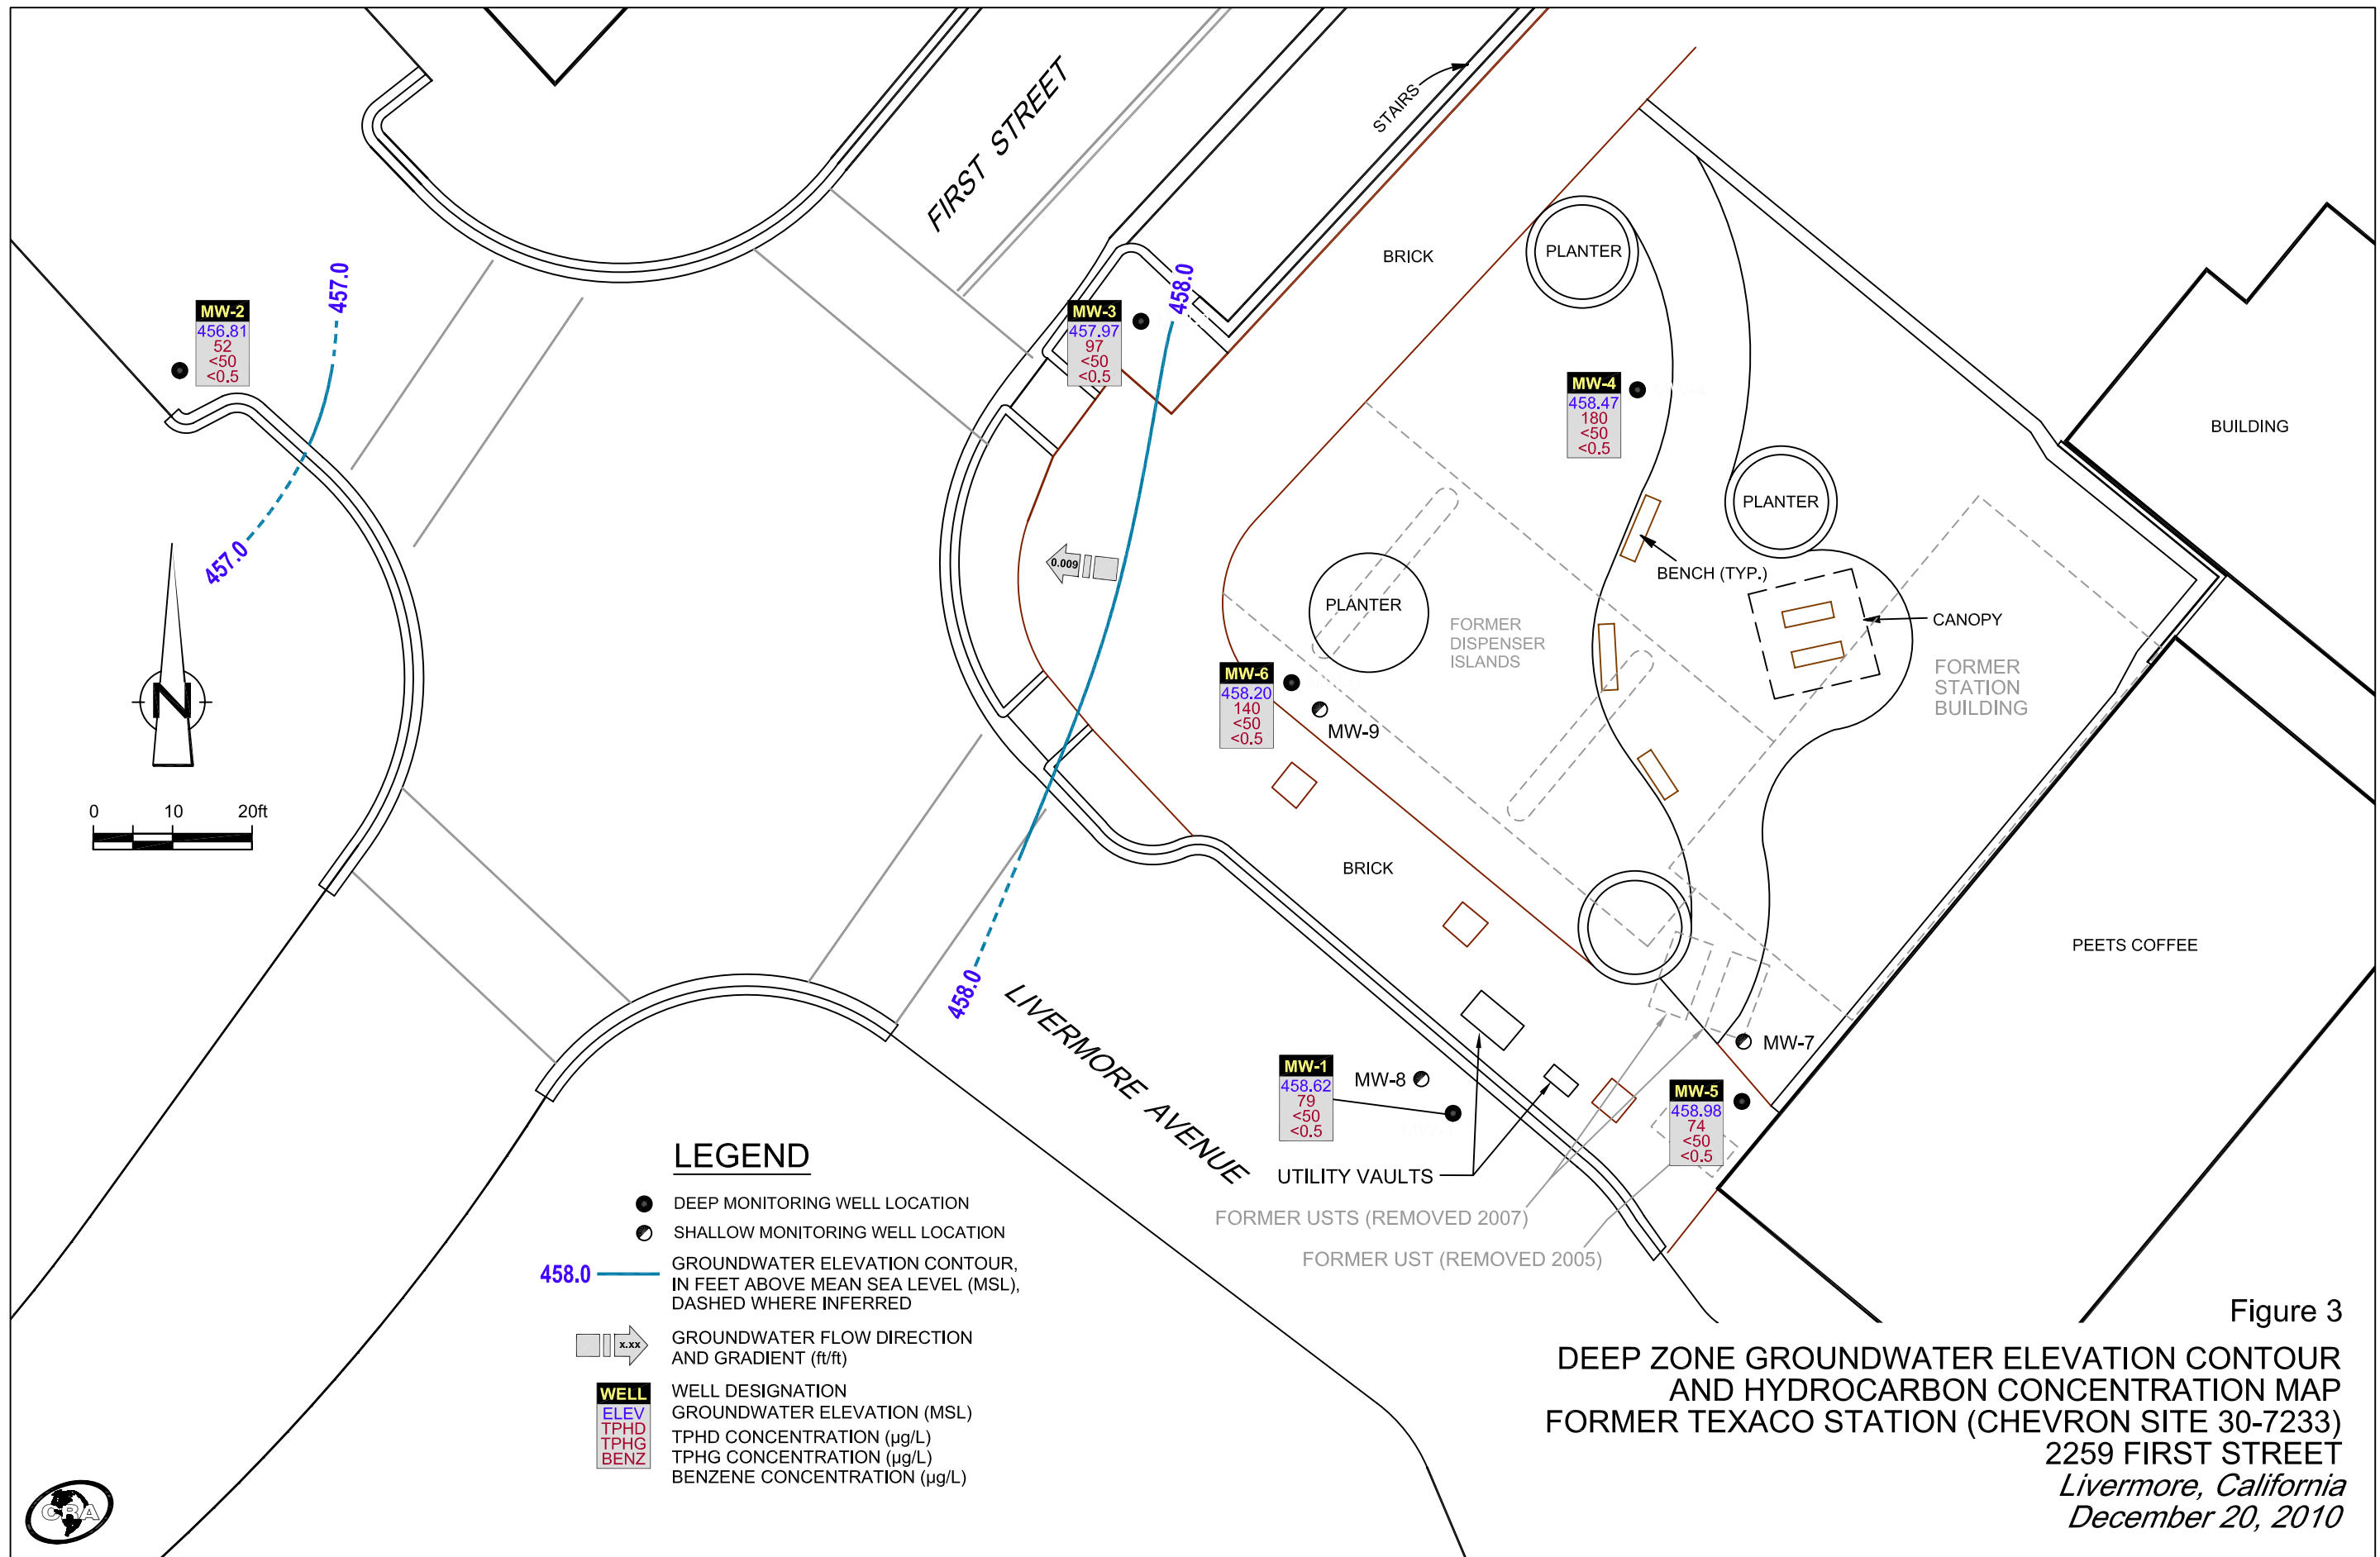 FIRST STREET
STAIRS
BRICK
PLANTER
457.0
458.0
MW-2
456.81
52
<50
<0.5
MW-3
457.97
97
<50
<0.5
MW-4
458.47
180
<50
<0.5
BUILDING
PLANTER
457.0
0.009
BENCH (TYP.)
PLANTER
CANOPY
FORMER
DISPENSER
ISLANDS
FORMER
STATION
BUILDING
MW-6
458.20
140
<50
<0.5
MW-9
N
0 10 20ft
BRICK
PEETS COFFEE
458.0
LIVERMORE AVENUE
MW-7
MW-1
458.62
79
<50
<0.5
MW-8
MW-5
458.98
74
<50
<0.5
UTILITY VAULTS
FORMER USTS (REMOVED 2007)
FORMER UST (REMOVED 2005)
LEGEND
DEEP MONITORING WELL LOCATION
SHALLOW MONITORING WELL LOCATION
458.0
GROUNDWATER ELEVATION CONTOUR,
IN FEET ABOVE MEAN SEA LEVEL (MSL),
DASHED WHERE INFERRED
x.xx
GROUNDWATER FLOW DIRECTION
AND GRADIENT (ft/ft)
WELL WELL DESIGNATION
ELEV GROUNDWATER ELEVATION (MSL)
TPHD TPHD CONCENTRATION (µg/L)
TPHG TPHG CONCENTRATION (µg/L)
BENZ BENZENE CONCENTRATION (µg/L)
CRA
Figure 3
DEEP ZONE GROUNDWATER ELEVATION CONTOUR
AND HYDROCARBON CONCENTRATION MAP
FORMER TEXACO STATION (CHEVRON SITE 30-7233)
2259 FIRST STREET
Livermore, California
December 20, 2010